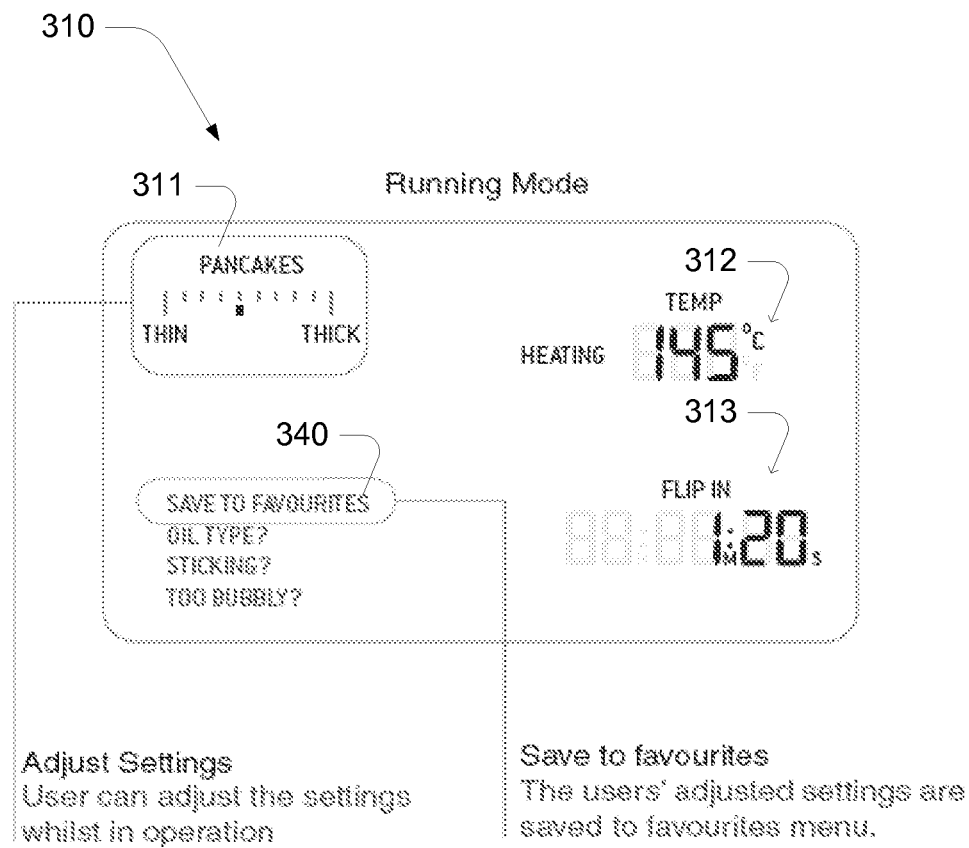 310
311
Running Mode
PANCAKES
THIN THICK
312
TEMP
HEATING 145°C
313
340
FLIP IN
1:20
M S
SAVE TO FAVOURITES
OIL TYPE?
STICKING?
TOO BUBBLY?
Adjust Settings
User can adjust the settings
whilst in operation
Save to favourites
The users' adjusted settings are
saved to favourites menu.